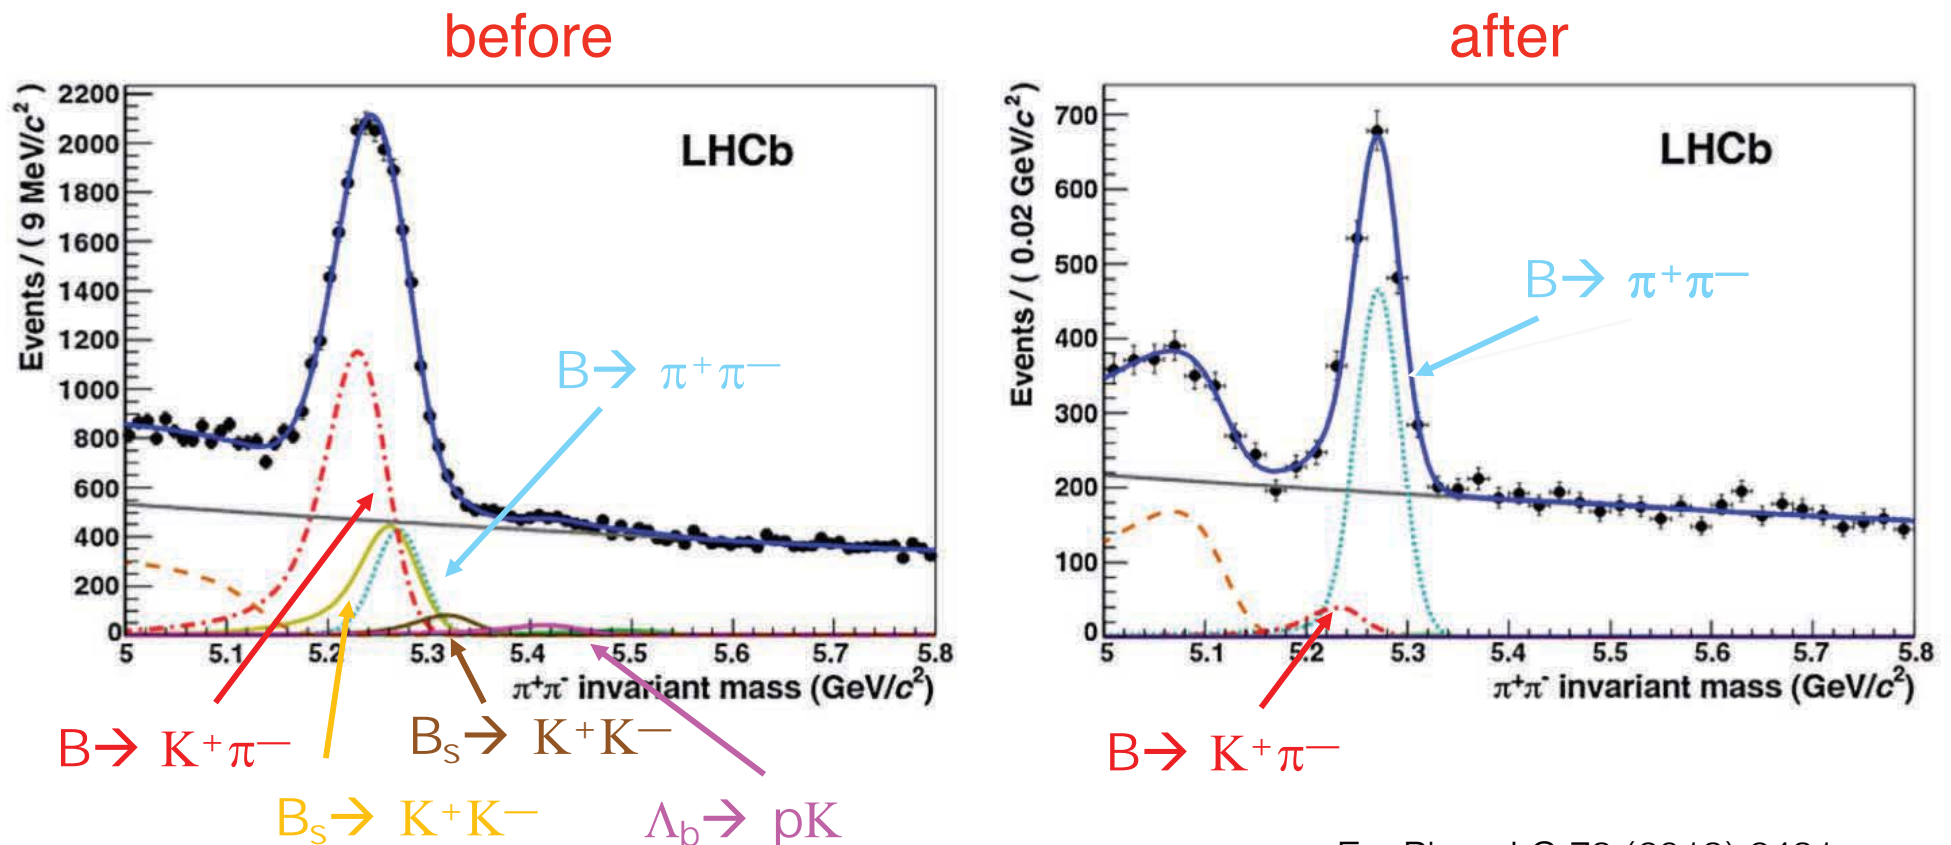 before
Events / ( 9 MeV/c² )
2200
2000
1800
1600
1400
1200
1000
800
600
400
200
0
LHCb
B→ π⁺π⁻
5 5.1 5.2 5.3 5.4 5.5 5.6 5.7 5.8
π⁺π⁻ invariant mass (GeV/c²)
B→ K⁺π⁻
Bₛ→ K⁺K⁻
Bₛ→ K⁺K⁻
Λb→ pK
after
Events / ( 0.02 GeV/c²)
700
600
500
400
300
200
100
0
LHCb
B→ π⁺π⁻
5 5.1 5.2 5.3 5.4 5.5 5.6 5.7 5.8
π⁺π⁻ invariant mass (GeV/c²)
B→ K⁺π⁻